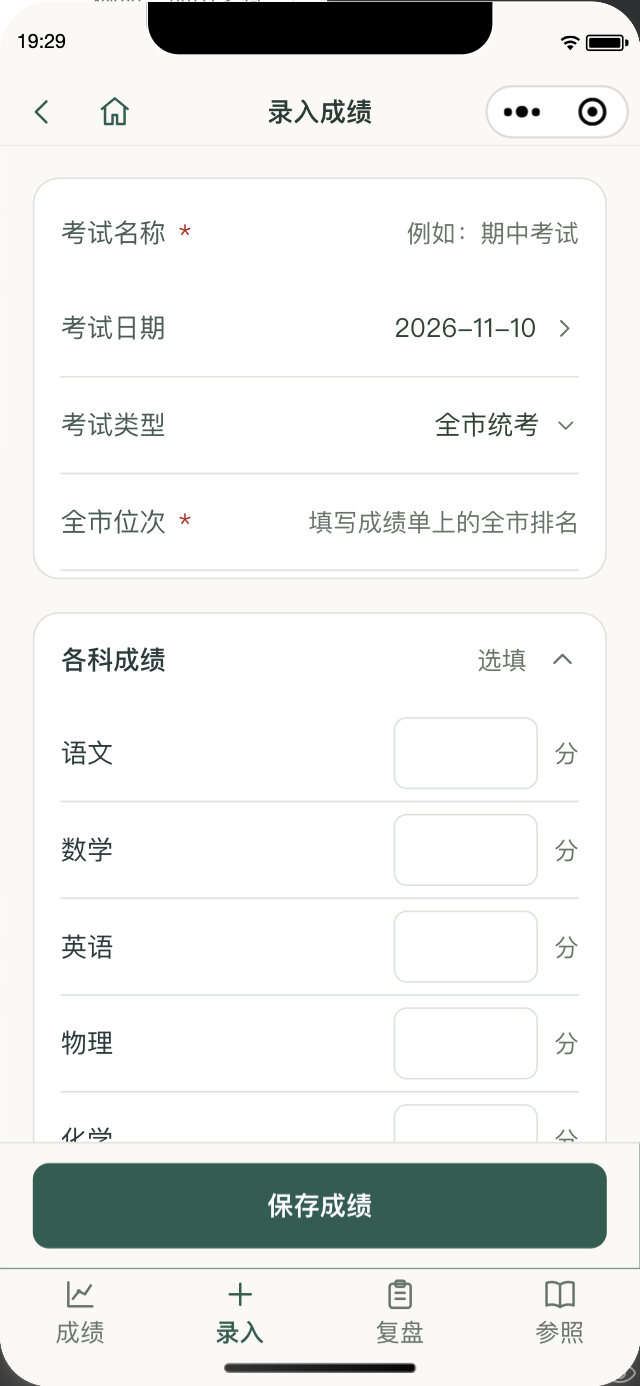 19:29
录入成绩
考试名称 * 例如：期中考试
考试日期 2026-11-10
考试类型 全市统考
全市位次 * 填写成绩单上的全市排名
各科成绩 选填
语文 分
数学 分
英语 分
物理 分
化学 分
保存成绩
成绩 录入 复盘 参照